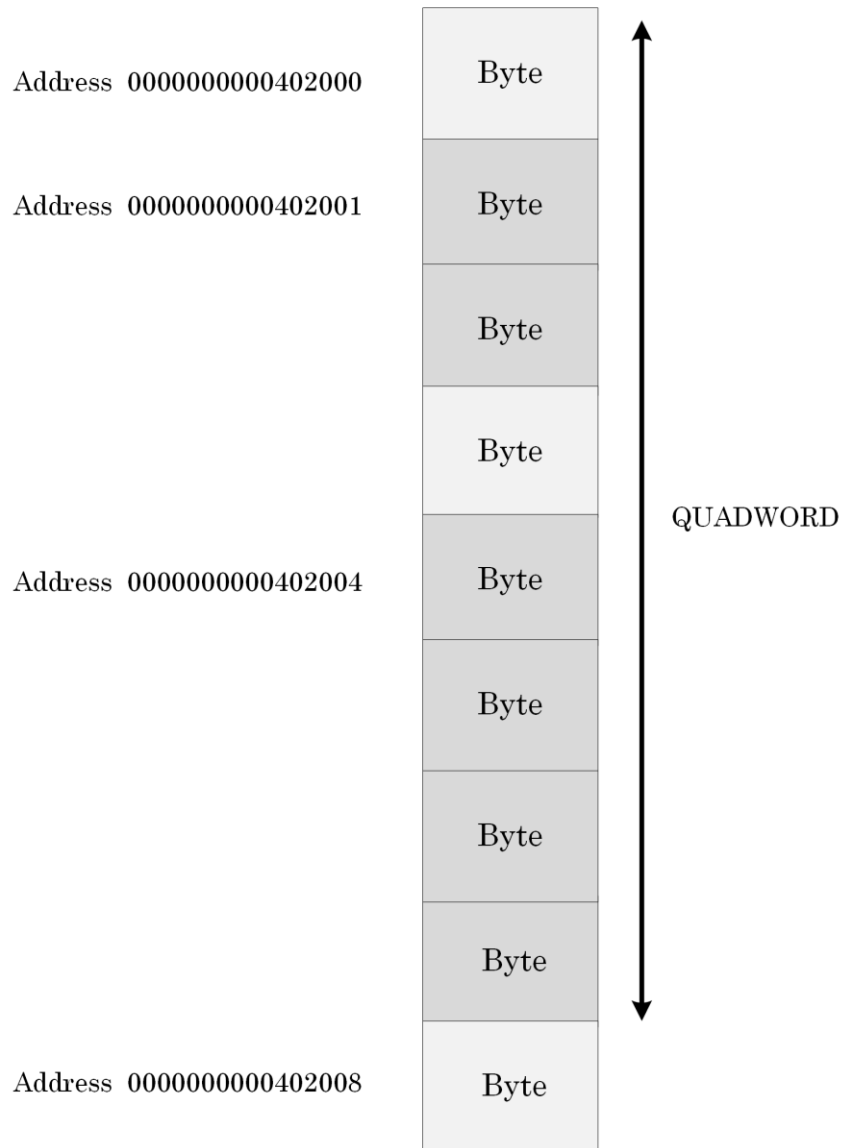 Address 0000000000402000
Byte
Address 0000000000402001
Byte
Byte
Byte
QUADWORD
Address 0000000000402004
Byte
Byte
Byte
Byte
Address 0000000000402008
Byte